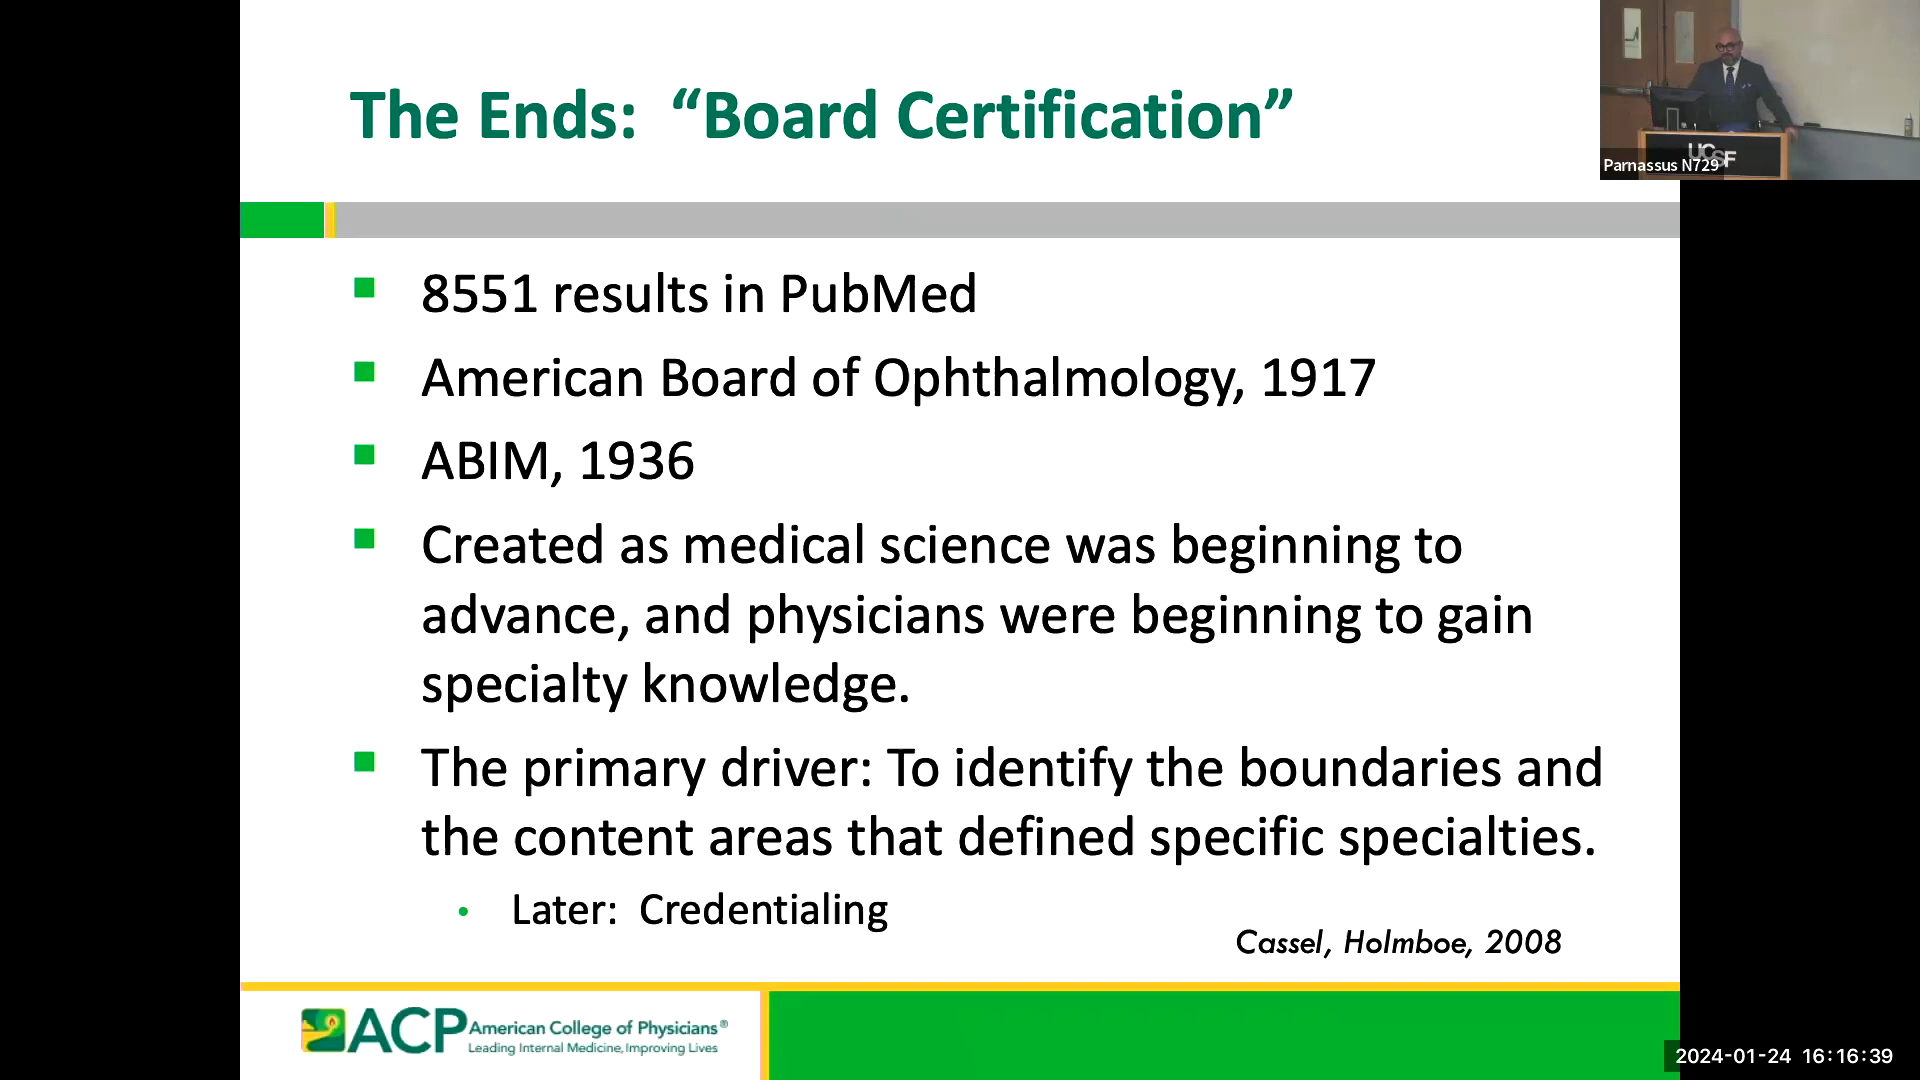 The Ends: “Board Certification”
UCSF
Parnassus N729
8551 results in PubMed
American Board of Ophthalmology, 1917
ABIM, 1936
Created as medical science was beginning to
advance, and physicians were beginning to gain
specialty knowledge.
The primary driver: To identify the boundaries and
the content areas that defined specific specialties.
Later: Credentialing
Cassel, Holmboe, 2008
ACP American College of Physicians®
Leading Internal Medicine, Improving Lives
2024-01-24 16:16:39